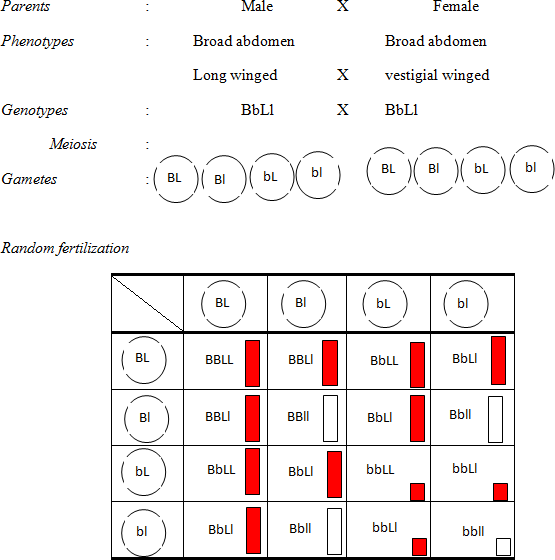 Parents : Male X Female
Phenotypes : Broad abdomen Broad abdomen
Long winged X vestigial winged
Genotypes : BbLl X BbLl
Meiosis :
Gametes : BL Bl bL bl BL Bl bL bl
Random fertilization
BL Bl bL bl
BL BBLL BBLl BbLL BbLl
Bl BBLl BBll BbLl Bbll
bL BbLL BbLl bbLL bbLl
bl BbLl Bbll bbLl bbll